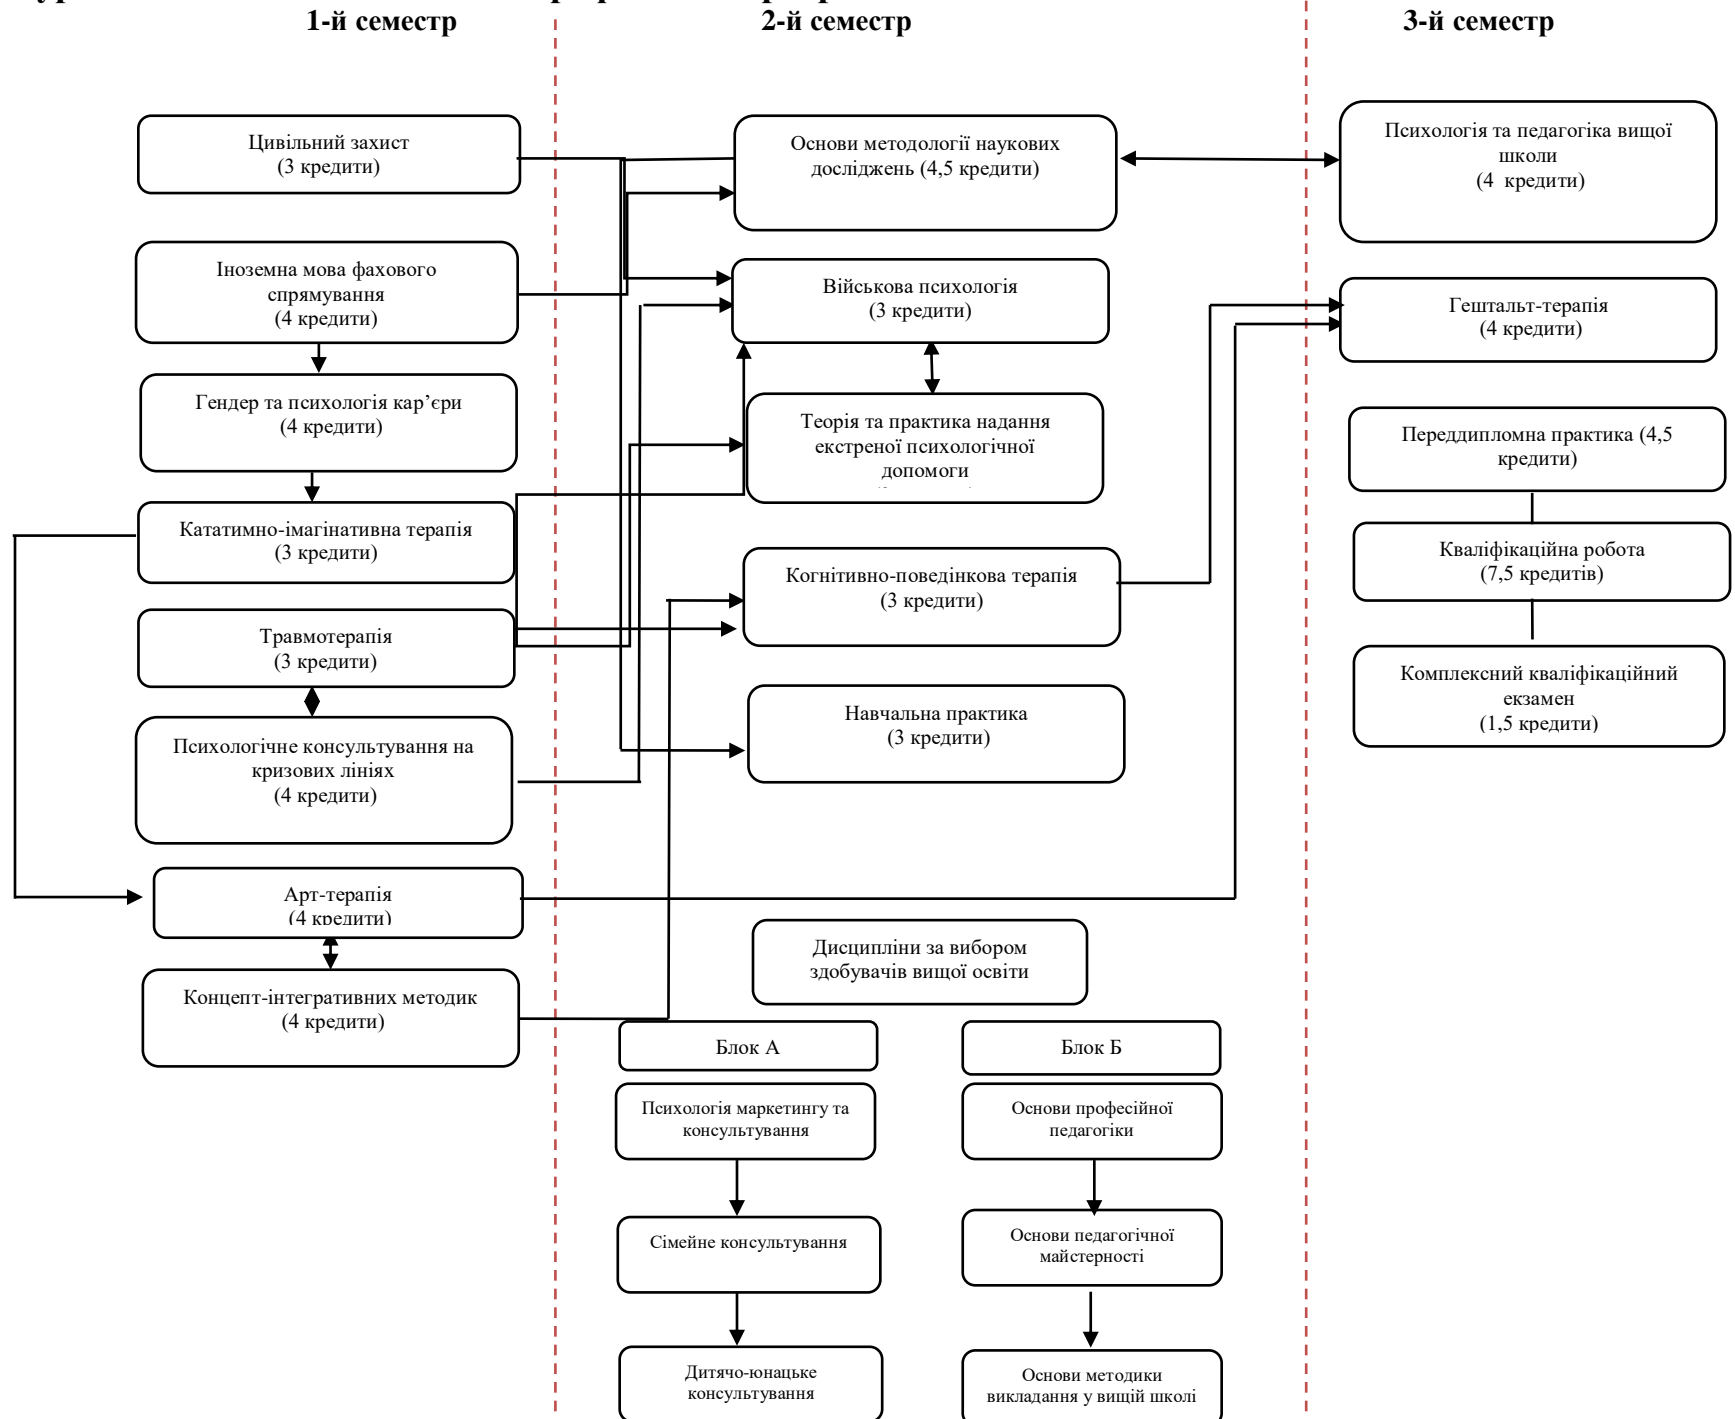 1-й семестр
2-й семестр
3-й семестр
Цивільний захист
(3 кредити)
Іноземна мова фахового
спрямування
(4 кредити)
Гендер та психологія кар’єри
(4 кредити)
Кататимно-імагінативна терапія
(3 кредити)
Травмотерапія
(3 кредити)
Психологічне консультування на
кризових лініях
(4 кредити)
Арт-терапія
(4 кредити)
Концепт-інтегративних методик
(4 кредити)
Основи методології наукових
досліджень (4,5 кредити)
Військова психологія
(3 кредити)
Теорія та практика надання
екстреної психологічної
допомоги
Когнітивно-поведінкова терапія
(3 кредити)
Навчальна практика
(3 кредити)
Дисципліни за вибором
здобувачів вищої освіти
Блок А
Психологія маркетингу та
консультування
Сімейне консультування
Дитячо-юнацьке
консультування
Блок Б
Основи професійної
педагогіки
Основи педагогічної
майстерності
Основи методики
викладання у вищій школі
Психологія та педагогіка вищої
школи
(4 кредити)
Гештальт-терапія
(4 кредити)
Переддипломна практика (4,5
кредити)
Кваліфікаційна робота
(7,5 кредитів)
Комплексний кваліфікаційний
екзамен
(1,5 кредити)